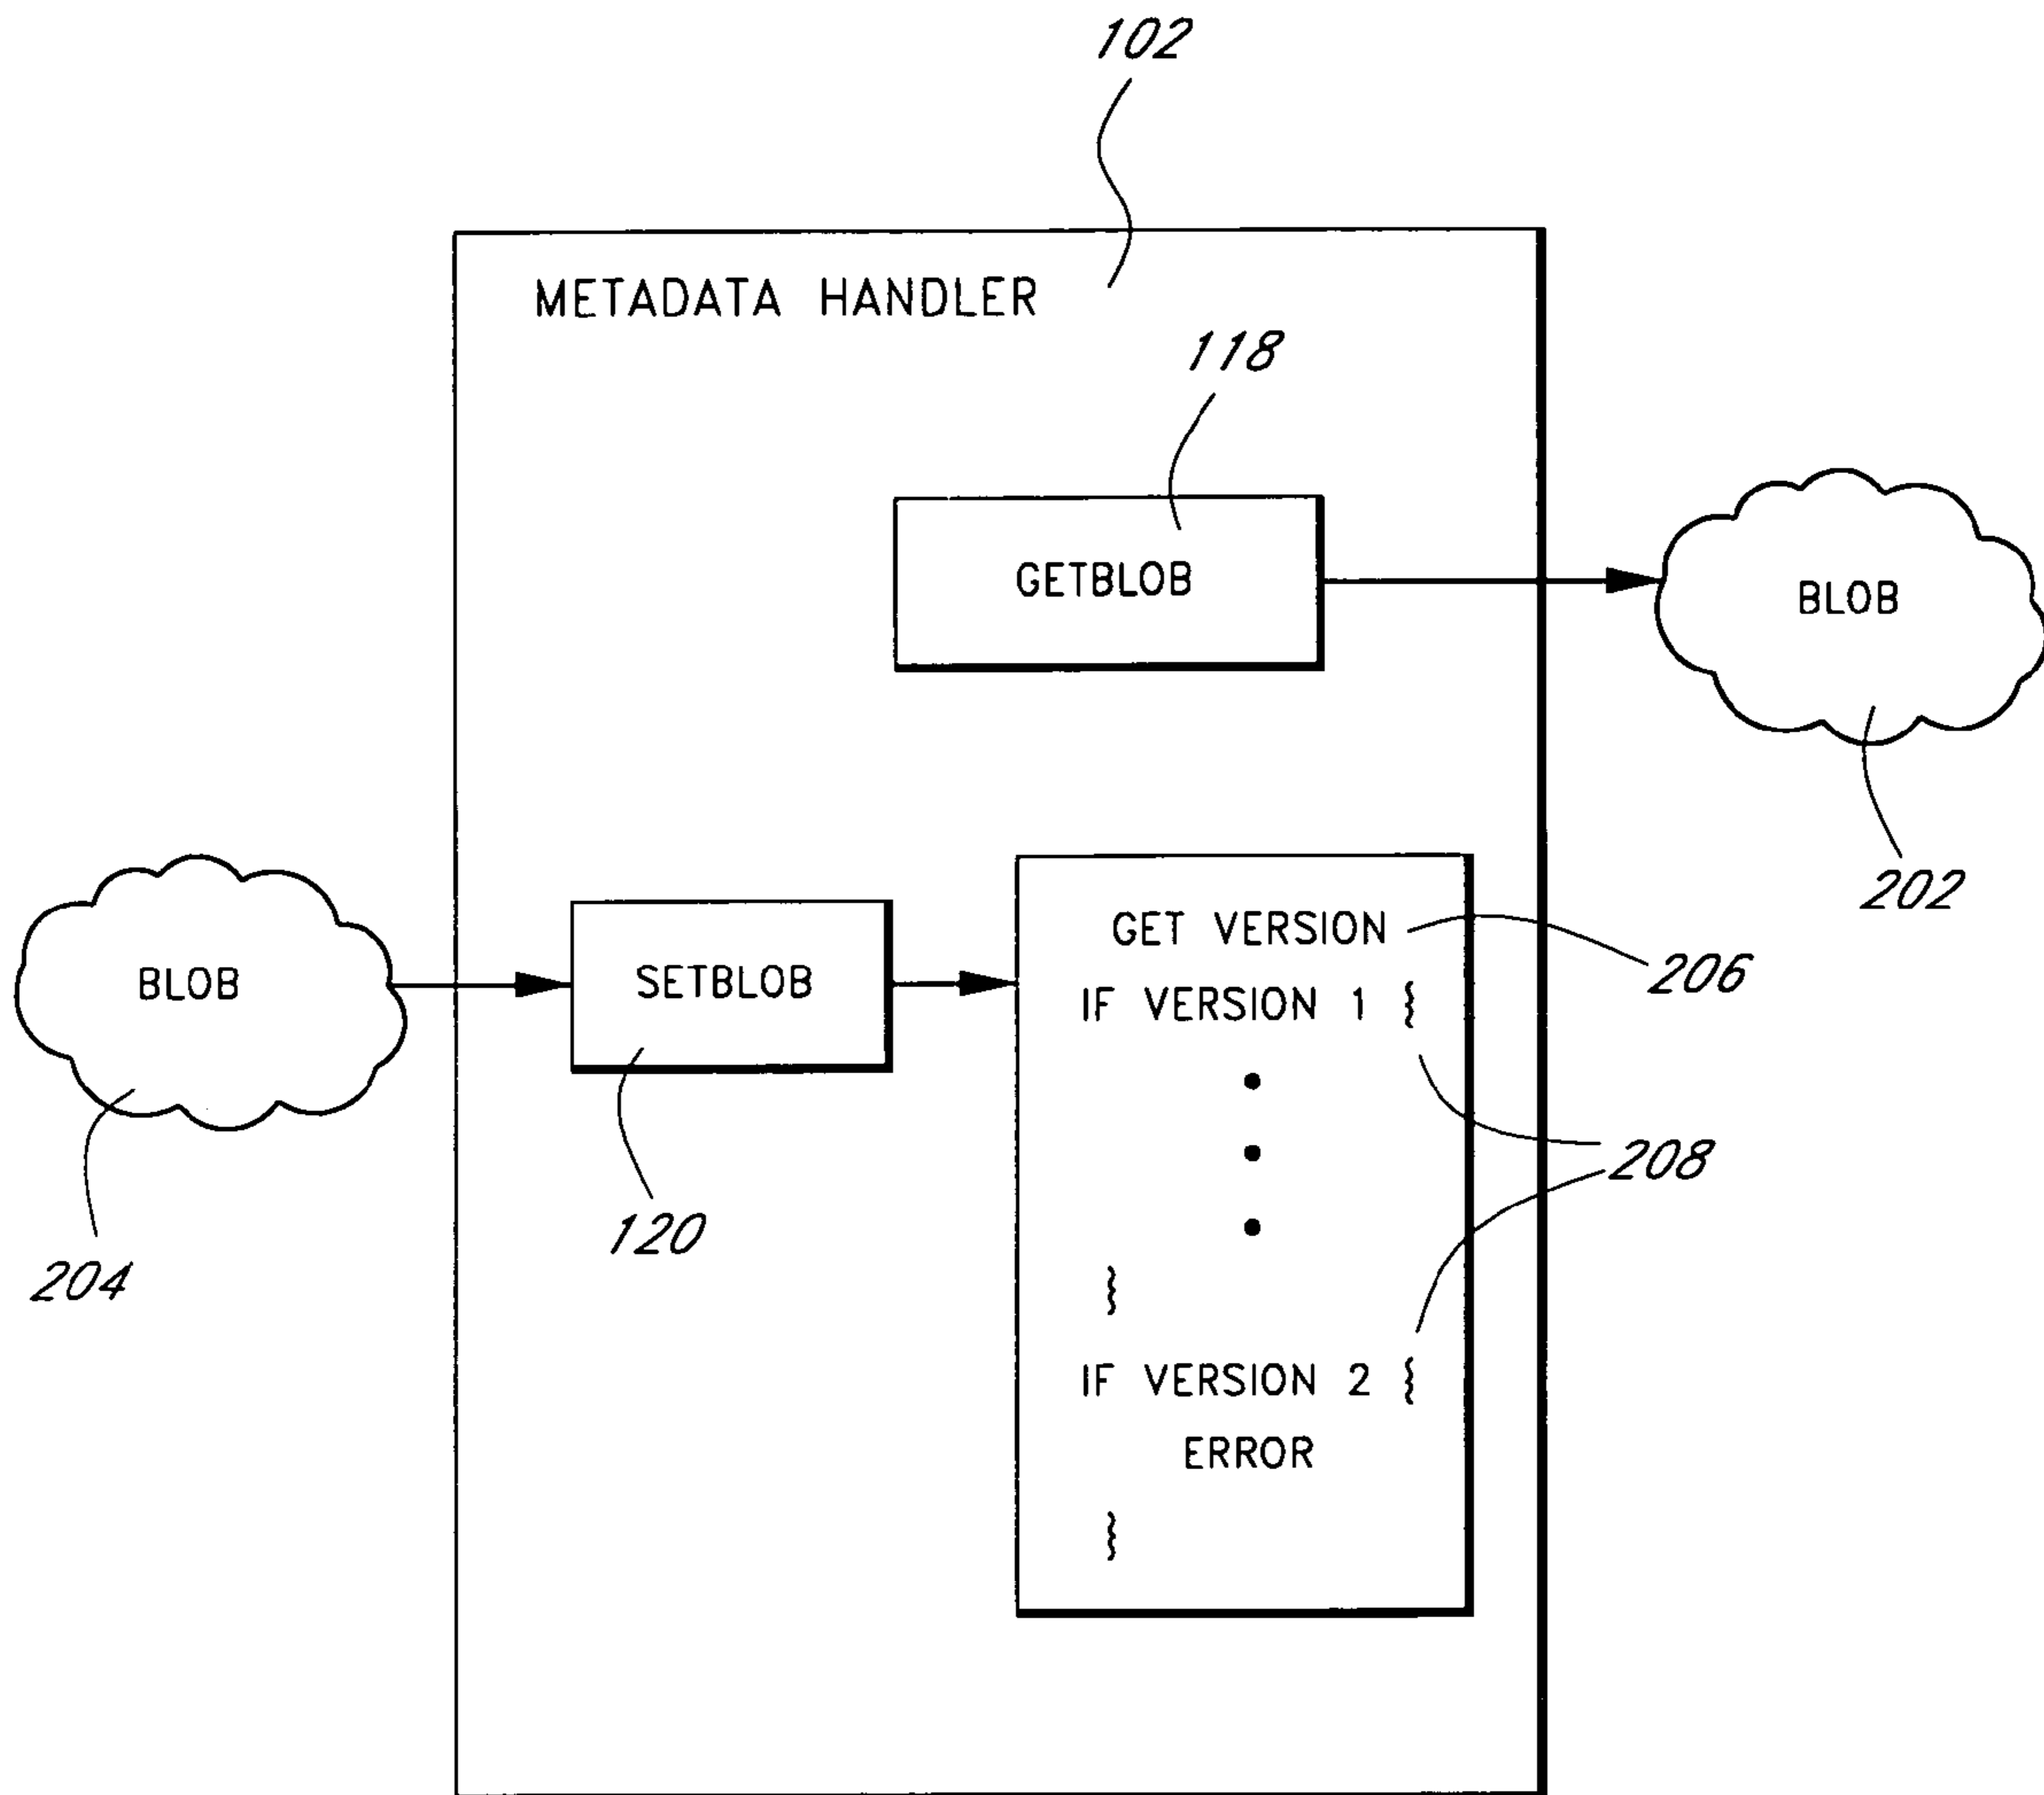 102
METADATA HANDLER
118
GETBLOB
BLOB
202
BLOB
SETBLOB
GET VERSION
206
IF VERSION 1 {
•
•
•
208
120
204
}
IF VERSION 2 {
ERROR
}